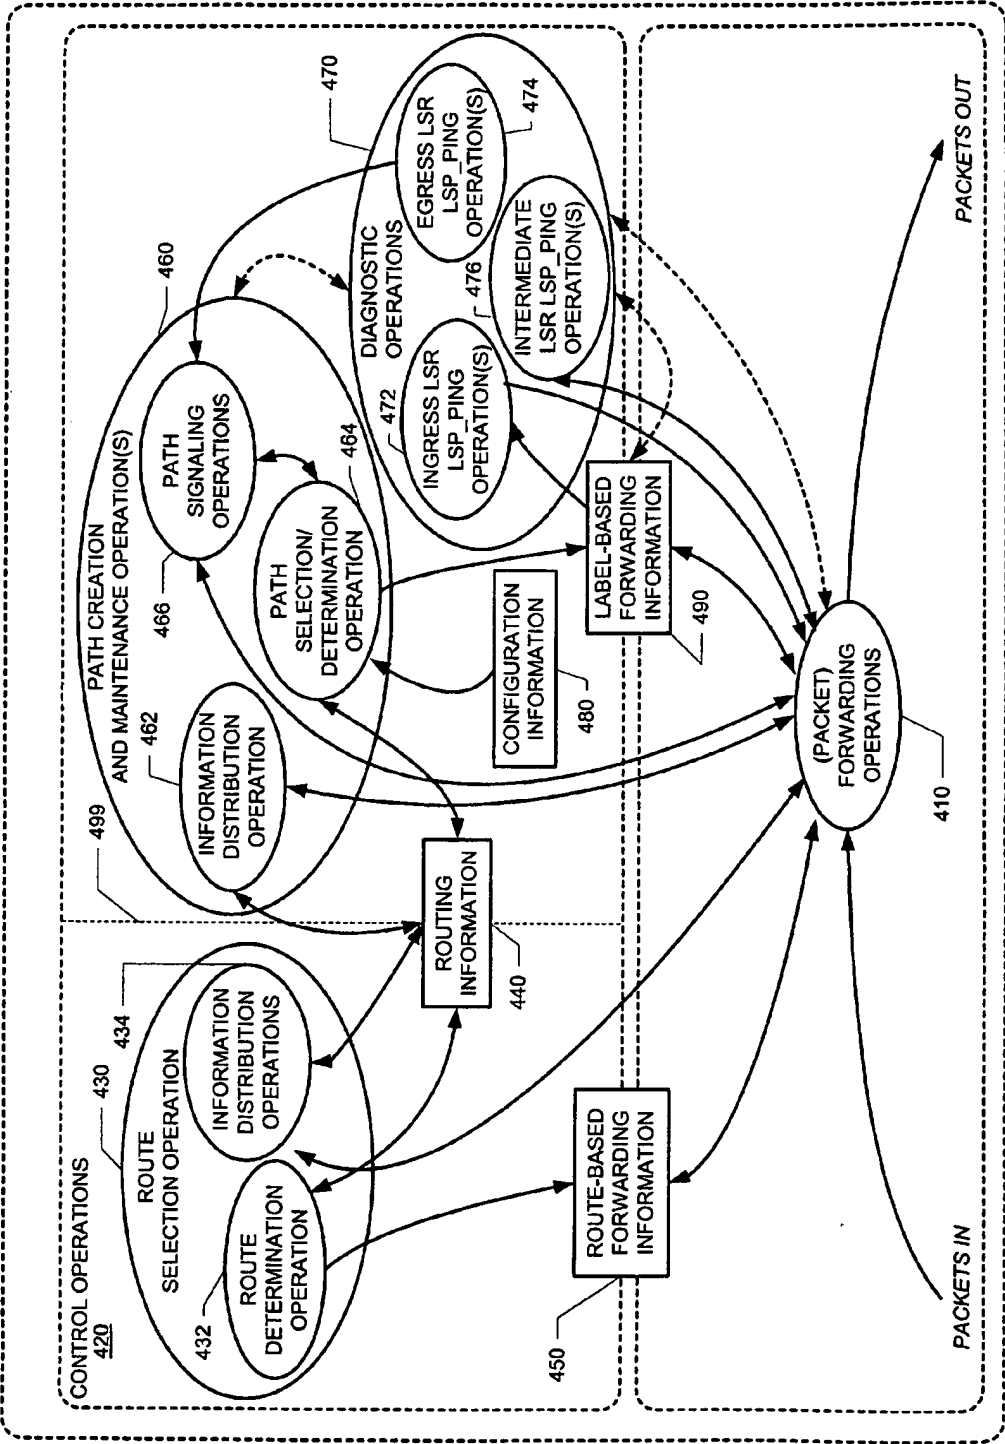 CONTROL OPERATIONS
420
430
434
ROUTE
SELECTION OPERATION
INFORMATION
DISTRIBUTION
OPERATIONS
432
ROUTE
DETERMINATION
OPERATION
499
PATH CREATION
AND MAINTENANCE OPERATION(S)
460
462
INFORMATION
DISTRIBUTION
OPERATION
466
PATH
SIGNALING
OPERATIONS
PATH
SELECTION/
DETERMINATION
OPERATION
464
470
DIAGNOSTIC
OPERATIONS
472
INGRESS LSR
LSP_PING
OPERATION(S)
EGRESS LSR
LSP_PING
OPERATION(S)
474
476
INTERMEDIATE
LSR LSP_PING
OPERATION(S)
ROUTING
INFORMATION
440
CONFIGURATION
INFORMATION
480
450
ROUTE-BASED
FORWARDING
INFORMATION
LABEL-BASED
FORWARDING
INFORMATION
490
(PACKET)
FORWARDING
OPERATIONS
410
PACKETS IN
PACKETS OUT